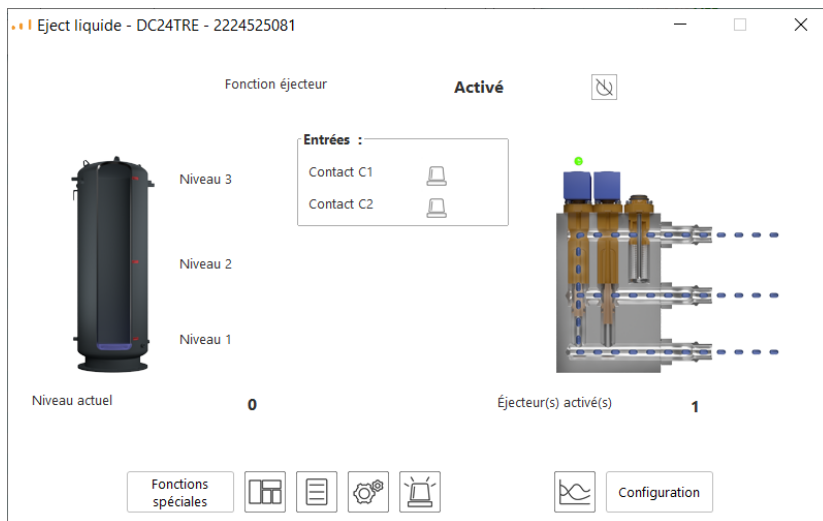 Eject liquide - DC24TRE - 2224525081
Fonction éjecteur
Activé
Entrées :
Contact C1
Contact C2
Niveau 3
Niveau 2
Niveau 1
Niveau actuel
0
Éjecteur(s) activé(s)
1
Fonctions
spéciales
Configuration